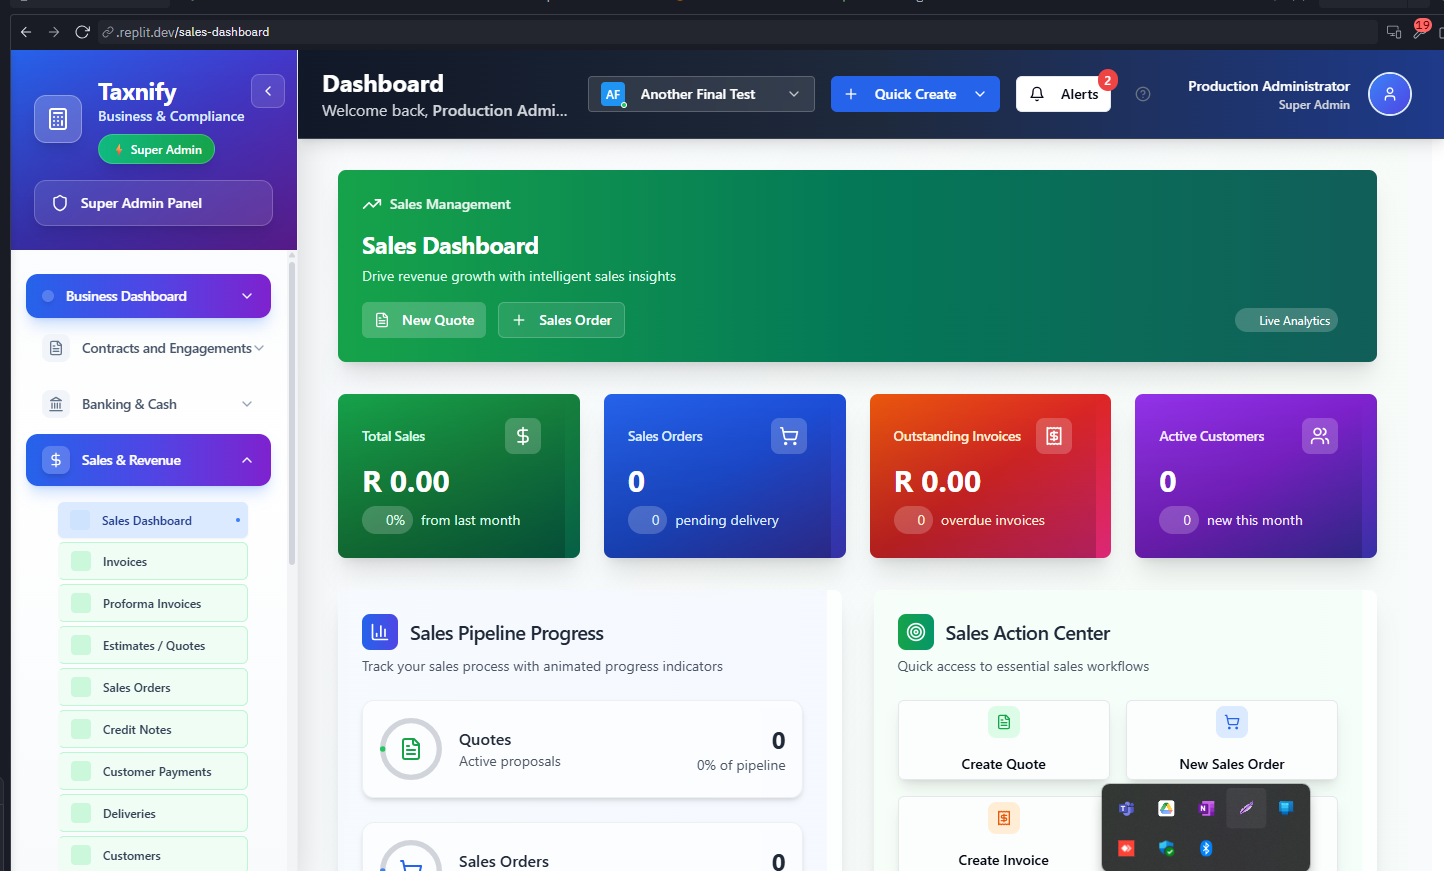 .replit.dev/sales-dashboard
19
Taxnify
Business & Compliance
Super Admin
Super Admin Panel
Business Dashboard
Contracts and Engagements
Banking & Cash
Sales & Revenue
Sales Dashboard
Invoices
Proforma Invoices
Estimates / Quotes
Sales Orders
Credit Notes
Customer Payments
Deliveries
Customers
Dashboard
Welcome back, Production Admi...
AF
Another Final Test
Quick Create
Alerts
2
Production Administrator
Super Admin
Sales Management
Sales Dashboard
Drive revenue growth with intelligent sales insights
New Quote
Sales Order
Live Analytics
Total Sales
R 0.00
0% from last month
Sales Orders
0
0 pending delivery
Outstanding Invoices
R 0.00
0 overdue invoices
Active Customers
0
0 new this month
Sales Pipeline Progress
Track your sales process with animated progress indicators
Quotes
Active proposals
0
0% of pipeline
Sales Orders
0
Sales Action Center
Quick access to essential sales workflows
Create Quote
New Sales Order
Create Invoice